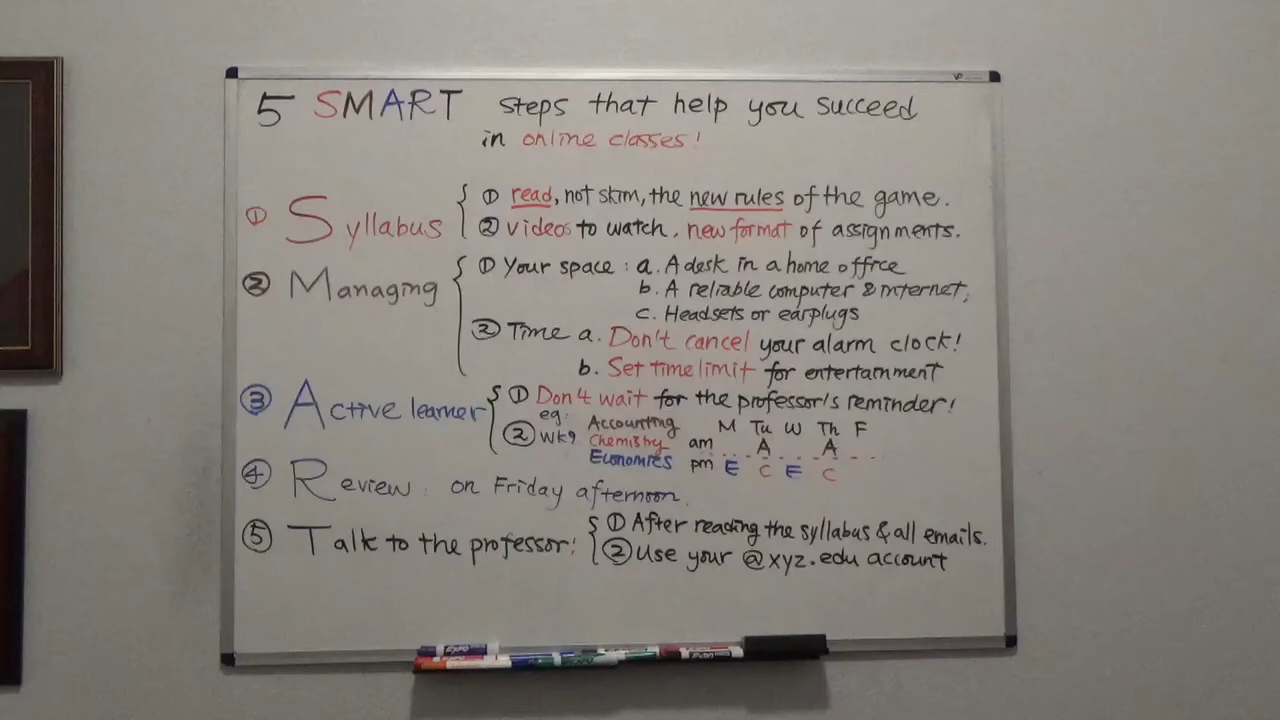 5 SMART steps that help you succeed
in online classes!
① Syllabus { ① read, not skim, the new rules of the game.
② videos to watch, new format of assignments.
② Managing { ① Your space : a. A desk in a home office
b. A reliable computer & internet,
c. Headsets or earplugs
② Time a. Don't cancel your alarm clock!
b. Set time limit for entertainment
③ Active learner { ① Don't wait for the professor's reminder!
eg:
② Wk9 Accounting M Tu W Th F
Chemistry am A A
Economics pm E C E C
④ Review : on Friday afternoon.
⑤ Talk to the professor! { ① After reading the syllabus & all emails.
② Use your @xyz.edu account
EXPO